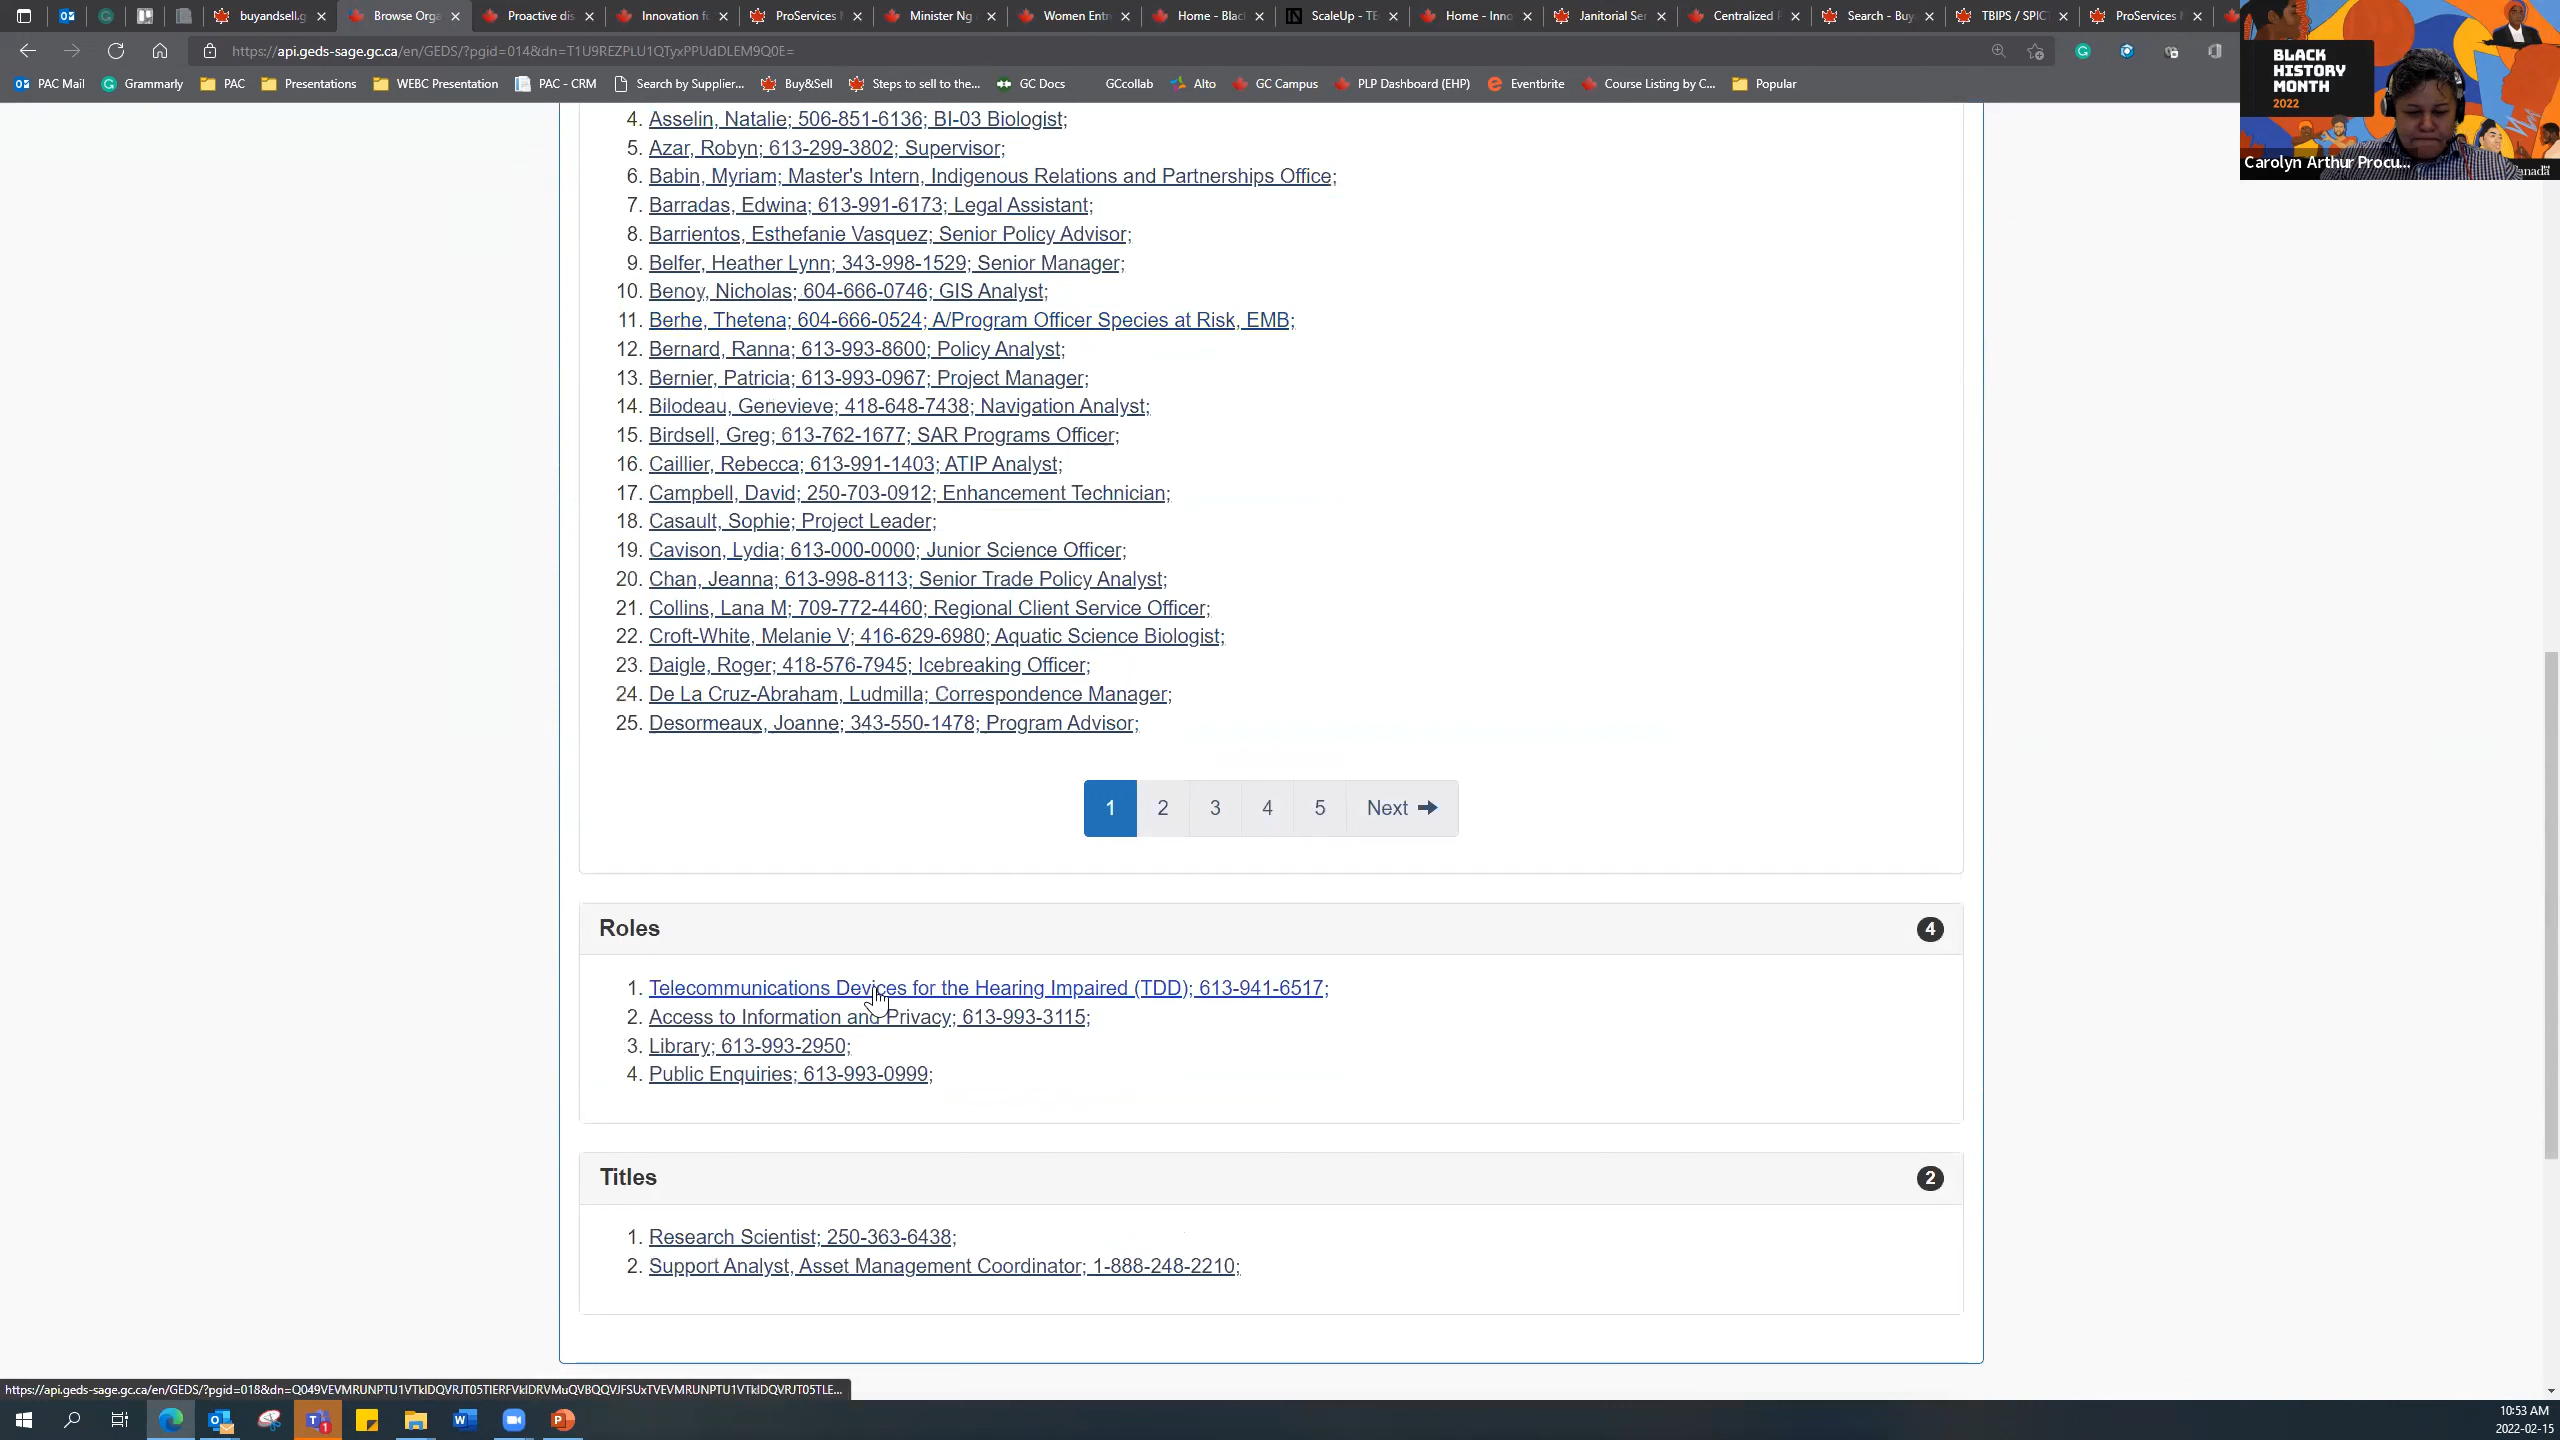 buyandsell.g
Browse Orga
Proactive dis
Innovation fo
ProServices M
Minister Ng
Women Entr
Home - Blac
ScaleUp - TE
Home - Inno
Janitorial Ser
Centralized P
Search - Buy
TBIPS / SPIC
ProServices M
https://api.geds-sage.gc.ca/en/GEDS/?pgid=014&dn=T1U9REZPLU1QTyxPPUdDLEM9Q0E=
PAC Mail
Grammarly
PAC
Presentations
WEBC Presentation
PAC - CRM
Search by Supplier...
Buy&Sell
Steps to sell to the...
GC Docs
GCcollab
Alto
GC Campus
PLP Dashboard (EHP)
Eventbrite
Course Listing by C...
Popular
BLACK
HISTORY
MONTH
2022
Carolyn Arthur Procu...
4. Asselin, Natalie; 506-851-6136; BI-03 Biologist;
5. Azar, Robyn; 613-299-3802; Supervisor;
6. Babin, Myriam; Master's Intern, Indigenous Relations and Partnerships Office;
7. Barradas, Edwina; 613-991-6173; Legal Assistant;
8. Barrientos, Esthefanie Vasquez; Senior Policy Advisor;
9. Belfer, Heather Lynn; 343-998-1529; Senior Manager;
10. Benoy, Nicholas; 604-666-0746; GIS Analyst;
11. Berhe, Thetena; 604-666-0524; A/Program Officer Species at Risk, EMB;
12. Bernard, Ranna; 613-993-8600; Policy Analyst;
13. Bernier, Patricia; 613-993-0967; Project Manager;
14. Bilodeau, Genevieve; 418-648-7438; Navigation Analyst;
15. Birdsell, Greg; 613-762-1677; SAR Programs Officer;
16. Caillier, Rebecca; 613-991-1403; ATIP Analyst;
17. Campbell, David; 250-703-0912; Enhancement Technician;
18. Casault, Sophie; Project Leader;
19. Cavison, Lydia; 613-000-0000; Junior Science Officer;
20. Chan, Jeanna; 613-998-8113; Senior Trade Policy Analyst;
21. Collins, Lana M; 709-772-4460; Regional Client Service Officer;
22. Croft-White, Melanie V; 416-629-6980; Aquatic Science Biologist;
23. Daigle, Roger; 418-576-7945; Icebreaking Officer;
24. De La Cruz-Abraham, Ludmilla; Correspondence Manager;
25. Desormeaux, Joanne; 343-550-1478; Program Advisor;
1 2 3 4 5 Next
Roles 4
1. Telecommunications Devices for the Hearing Impaired (TDD); 613-941-6517;
2. Access to Information and Privacy; 613-993-3115;
3. Library; 613-993-2950;
4. Public Enquiries; 613-993-0999;
Titles 2
1. Research Scientist; 250-363-6438;
2. Support Analyst, Asset Management Coordinator; 1-888-248-2210;
10:53 AM
2022-02-15